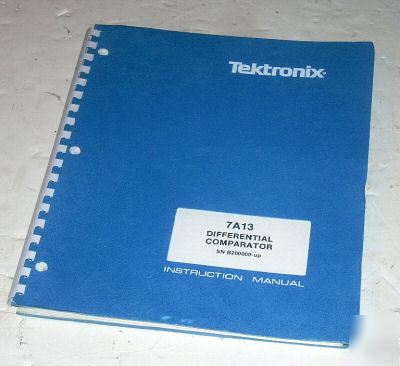 Tektronix
7A13
DIFFERENTIAL
COMPARATOR
SN B200000-up
INSTRUCTION MANUAL